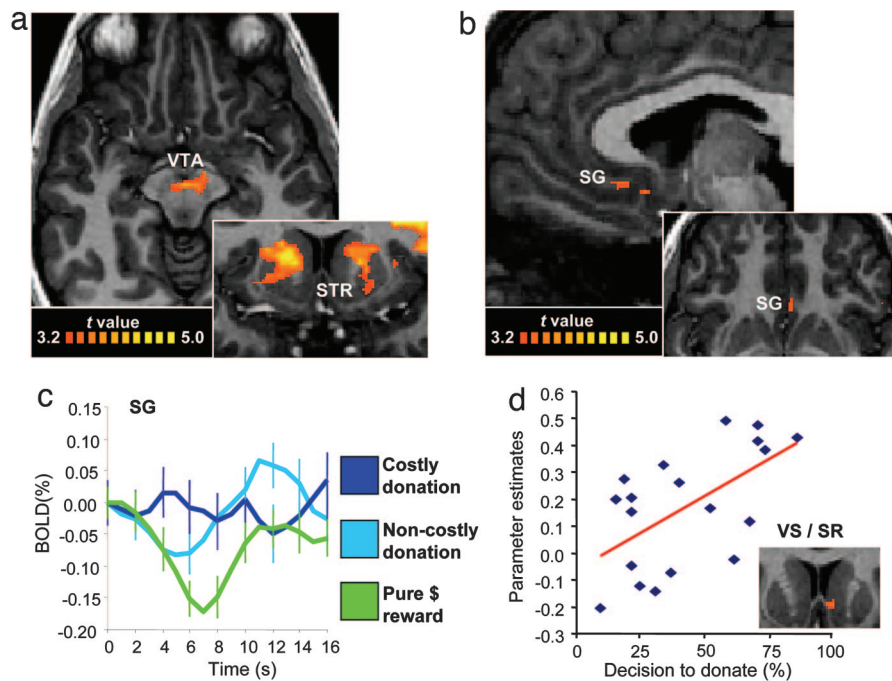 a
VTA
STR
t value
3.2 5.0
b
SG
SG
t value
3.2 5.0
c
SG
0.15
0.10
0.05
0.00
-0.05
-0.10
-0.15
-0.20
BOLD(%)
0 2 4 6 8 10 12 14 16
Time (s)
Costly
donation
Non-costly
donation
Pure $
reward
d
0.6
0.5
0.4
0.3
0.2
0.1
0.0
-0.1
-0.2
-0.3
Parameter estimates
VS / SR
0 25 50 75 100
Decision to donate (%)